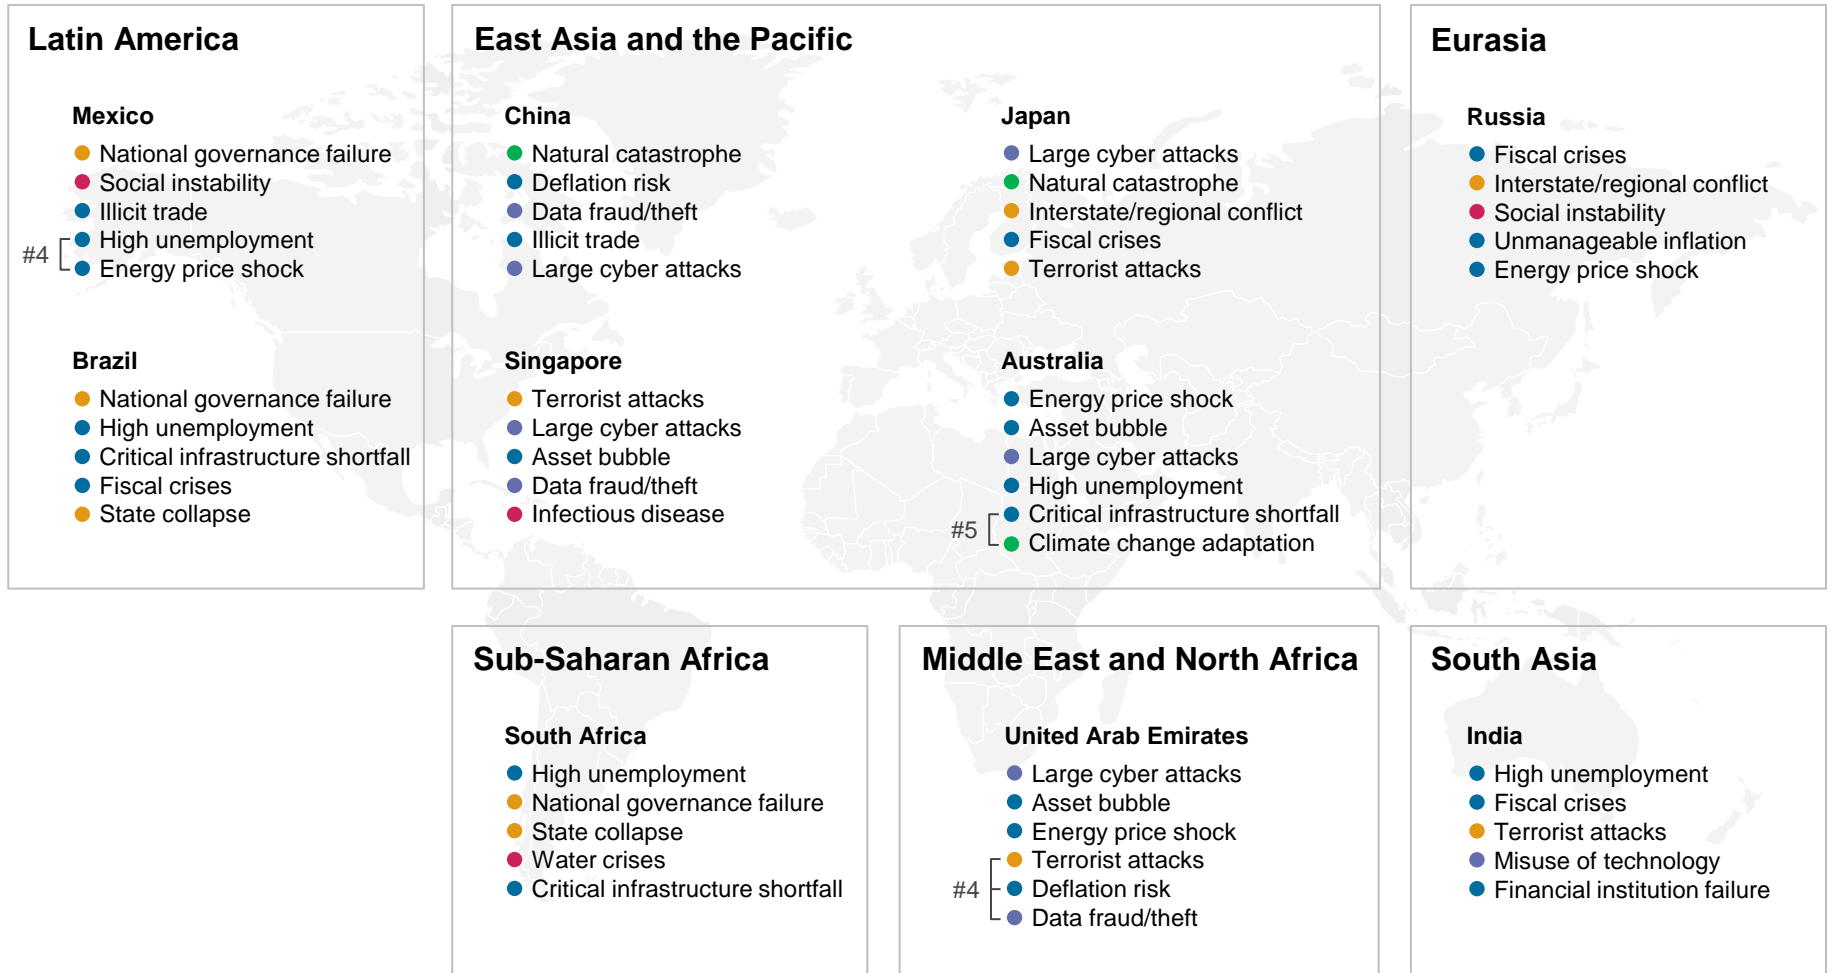 Latin America
Mexico
National governance failure
Social instability
Illicit trade
#4
High unemployment
Energy price shock
Brazil
National governance failure
High unemployment
Critical infrastructure shortfall
Fiscal crises
State collapse
East Asia and the Pacific
China
Natural catastrophe
Deflation risk
Data fraud/theft
Illicit trade
Large cyber attacks
Japan
Large cyber attacks
Natural catastrophe
Interstate/regional conflict
Fiscal crises
Terrorist attacks
Singapore
Terrorist attacks
Large cyber attacks
Asset bubble
Data fraud/theft
Infectious disease
Australia
Energy price shock
Asset bubble
Large cyber attacks
High unemployment
#5
Critical infrastructure shortfall
Climate change adaptation
Eurasia
Russia
Fiscal crises
Interstate/regional conflict
Social instability
Unmanageable inflation
Energy price shock
Sub-Saharan Africa
South Africa
High unemployment
National governance failure
State collapse
Water crises
Critical infrastructure shortfall
Middle East and North Africa
United Arab Emirates
Large cyber attacks
Asset bubble
Energy price shock
#4
Terrorist attacks
Deflation risk
Data fraud/theft
South Asia
India
High unemployment
Fiscal crises
Terrorist attacks
Misuse of technology
Financial institution failure